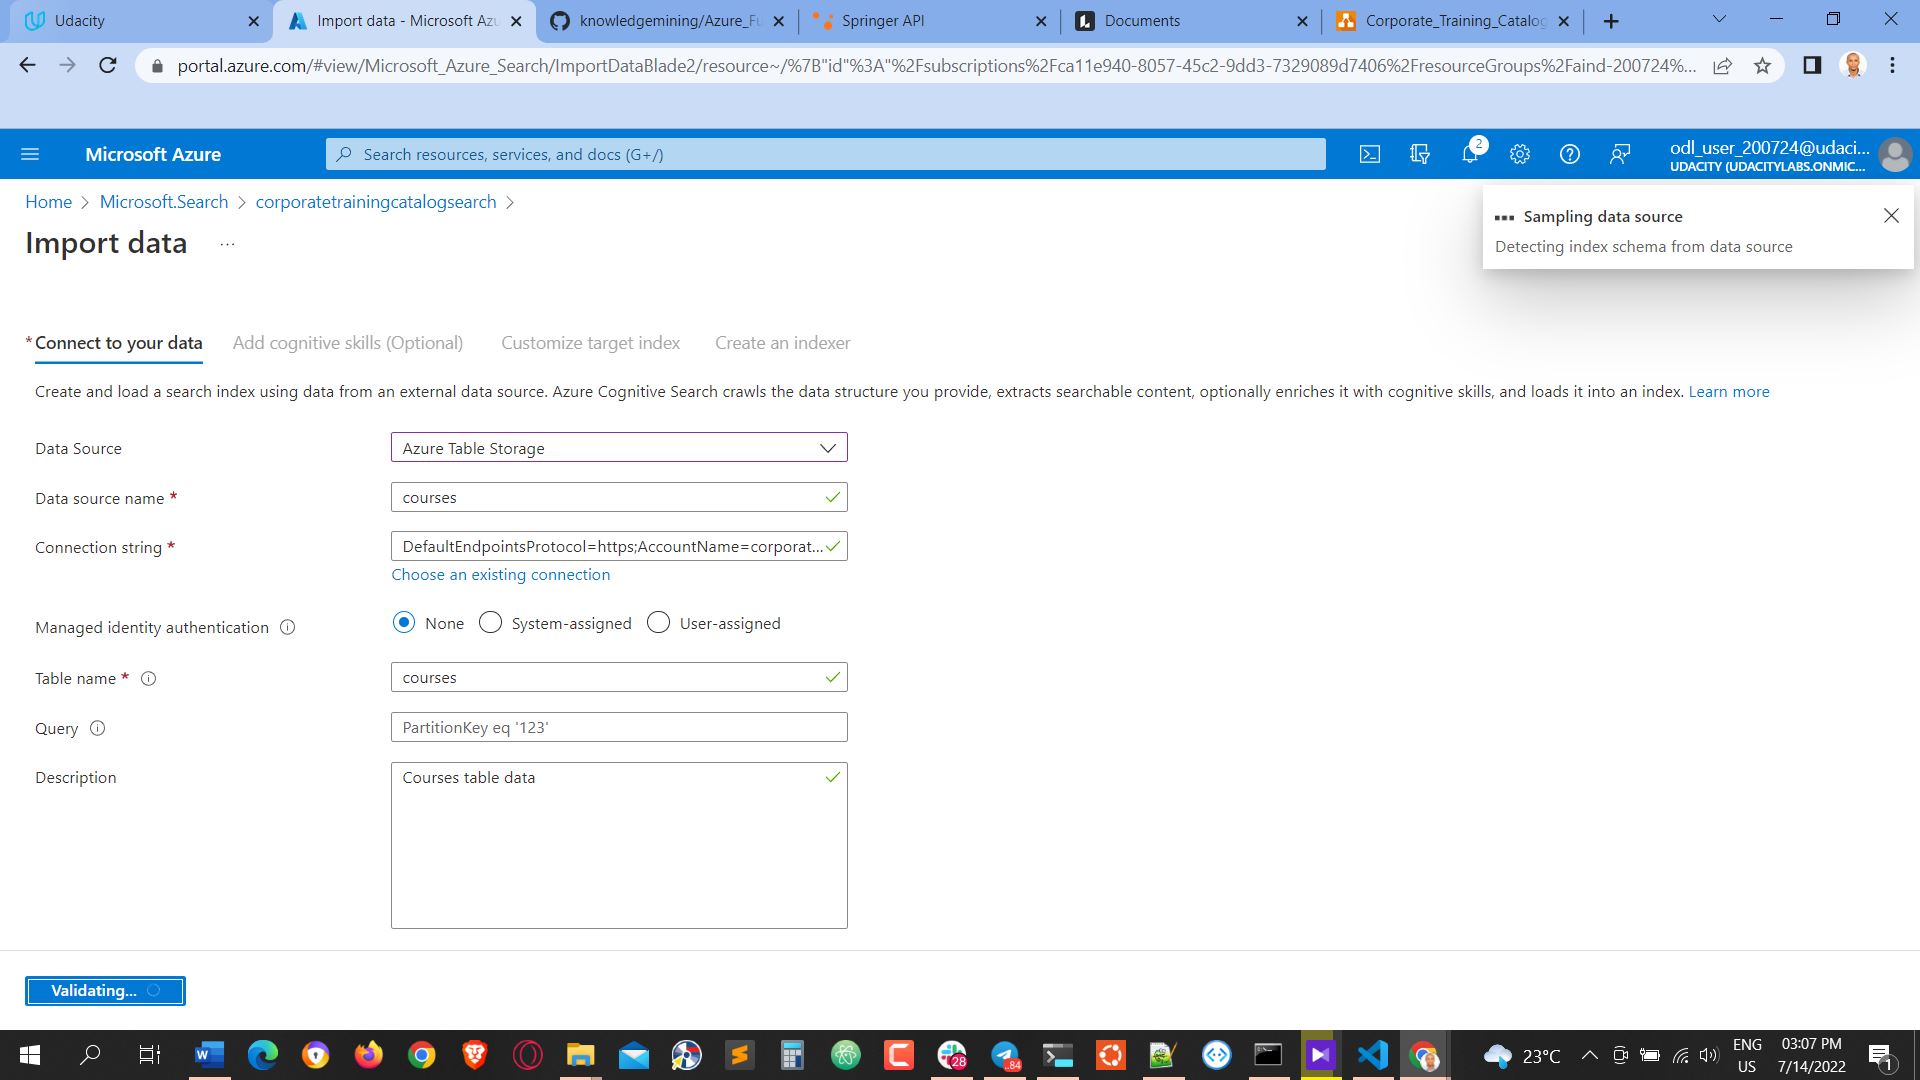 Udacity
Import data - Microsoft Azu
knowledgemining/Azure_Fu
Springer API
Documents
Corporate_Training_Catalog
portal.azure.com/#view/Microsoft_Azure_Search/ImportDataBlade2/resource~/%7B"id"%3A"%2Fsubscriptions%2Fca11e940-8057-45c2-9dd3-7329089d7406%2FresourceGroups%2Faind-200724%...
Microsoft Azure
Search resources, services, and docs (G+/)
2
odl_user_200724@udaci...
UDACITY (UDACITYLABS.ONMIC...
Home > Microsoft.Search > corporatetrainingcatalogsearch >
Import data ...
Sampling data source
Detecting index schema from data source
* Connect to your data
Add cognitive skills (Optional)
Customize target index
Create an indexer
Create and load a search index using data from an external data source. Azure Cognitive Search crawls the data structure you provide, extracts searchable content, optionally enriches it with cognitive skills, and loads it into an index. Learn more
Data Source
Azure Table Storage
Data source name *
courses
Connection string *
DefaultEndpointsProtocol=https;AccountName=corporat...
Choose an existing connection
Managed identity authentication
None
System-assigned
User-assigned
Table name *
courses
Query
PartitionKey eq '123'
Description
Courses table data
Validating...
28
84
23°C
ENG
US
03:07 PM
7/14/2022
1